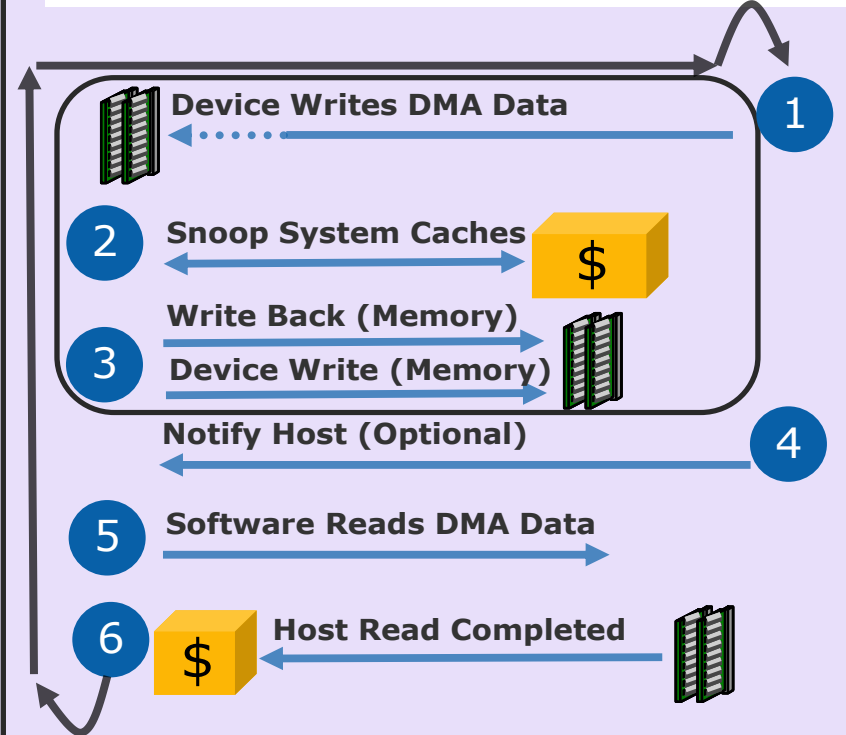 Device Writes DMA Data
1
2
Snoop System Caches
$
Write Back (Memory)
3
Device Write (Memory)
Notify Host (Optional)
4
5
Software Reads DMA Data
6
$
Host Read Completed